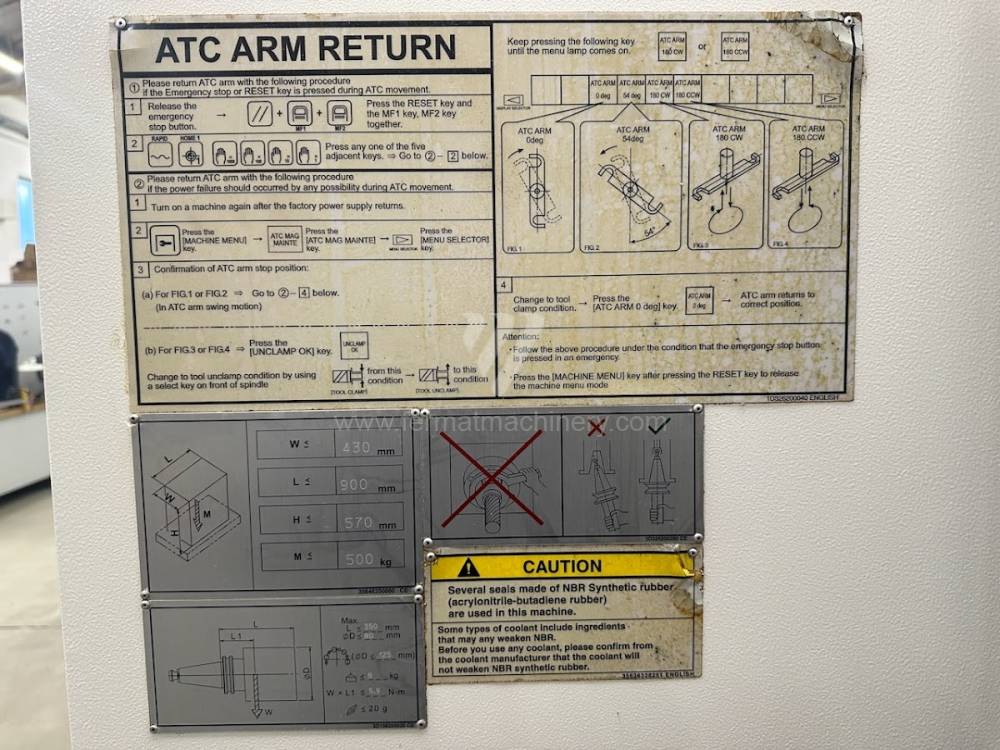 ATC ARM RETURN
① Please return ATC arm with the following procedure
if the Emergency stop or RESET key is pressed during ATC movement.
1 Release the
emergency
stop button.
→ + +
MF1 MF2
Press the RESET key and
the MF1 key, MF2 key
together.
RAPID HOME 1
2 Press any one of the five
adjacent keys. ⇒ Go to ②–2 below.
② Please return ATC arm with the following procedure
if the power failure should occurred by any possibility during ATC movement.
1 Turn on a machine again after the factory power supply returns.
2 Press the
[MACHINE MENU]
key.
→ ATC MAG
MAINTE
Press the
[ATC MAG MAINTE]
key.
→ MENU SELECTOR
Press the
[MENU SELECTOR]
key.
3 Confirmation of ATC arm stop position:
(a) For FIG.1 or FIG.2 ⇒ Go to ②–4 below.
(In ATC arm swing motion)
(b) For FIG.3 or FIG.4 ⇒ Press the
[UNCLAMP OK] key.
UNCLAMP
OK
Change to tool unclamp condition by using
a select key on front of spindle
from this
condition
→ to this
condition
[TOOL CLAMP] [TOOL UNCLAMP]
Keep pressing the following key
until the menu lamp comes on.
ATC ARM
180 CW
or
ATC ARM
180 CCW
ATC ARM ATC ARM ATC ARM ATC ARM
0 deg 54 deg 180 CW 180 CCW
DISPLAY SELECTOR MENU SELECTOR
ATC ARM
0deg
FIG.1
ATC ARM
54deg
54°
FIG.2
ATC ARM
180 CW
FIG.3
ATC ARM
180 CCW
FIG.4
4
Change to tool
clamp condition.
→ Press the
[ATC ARM 0 deg] key.
ATC ARM
0 deg
→ ATC arm returns to
correct position.
Attention:
·Follow the above procedure under the condition that the emergency stop button
is pressed in an emergency.
·Press the [MACHINE MENU] key after pressing the RESET key to release
the machine menu mode
1DS26200040 ENGLISH
www.fermatmachinery.com
L
W
M
H
W ≤ 430 mm
L ≤ 900 mm
H ≤ 570 mm
M ≤ 500 kg
CAUTION
Several seals made of NBR Synthetic rubber
(acrylonitrile-butadiene rubber)
are used in this machine.
Some types of coolant include ingredients
that may any weaken NBR.
Before you use any coolant, please confirm from
the coolant manufacturer that the coolant will
not weaken NBR synthetic rubber.
ENGLISH
L
L1
øD
W
Max.
L ≤ 350 mm
øD ≤ 80 mm
(øD ≤ 125 mm)
≤ 8 kg
W × L1 ≤ N·m
≤ 20 g